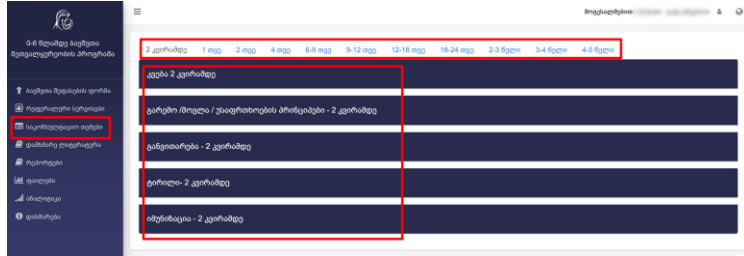 მოგესალმებით
0-6 წლამდე ბავშვთა
მეთვალყურეობის პროგრამა
ბავშვთა შეფასების ფორმა
რეფერალური სერვისები
საკონსულტაციო თემები
დამხმარე ლიტერატურა
რეპორტები
ფაილები
ანალიტიკა
დახმარება
2 კვირამდე 1 თვე 2 თვე 4 თვე 6-9 თვე 9-12 თვე 12-18 თვე 18-24 თვე 2-3 წელი 3-4 წელი 4-5 წელი
კვება 2 კვირამდე
გარემო /მოვლა / უსაფრთხოების პრინციპები - 2 კვირამდე
განვითარება - 2 კვირამდე
ტირილი- 2 კვირამდე
იმუნიზაცია - 2 კვირამდე